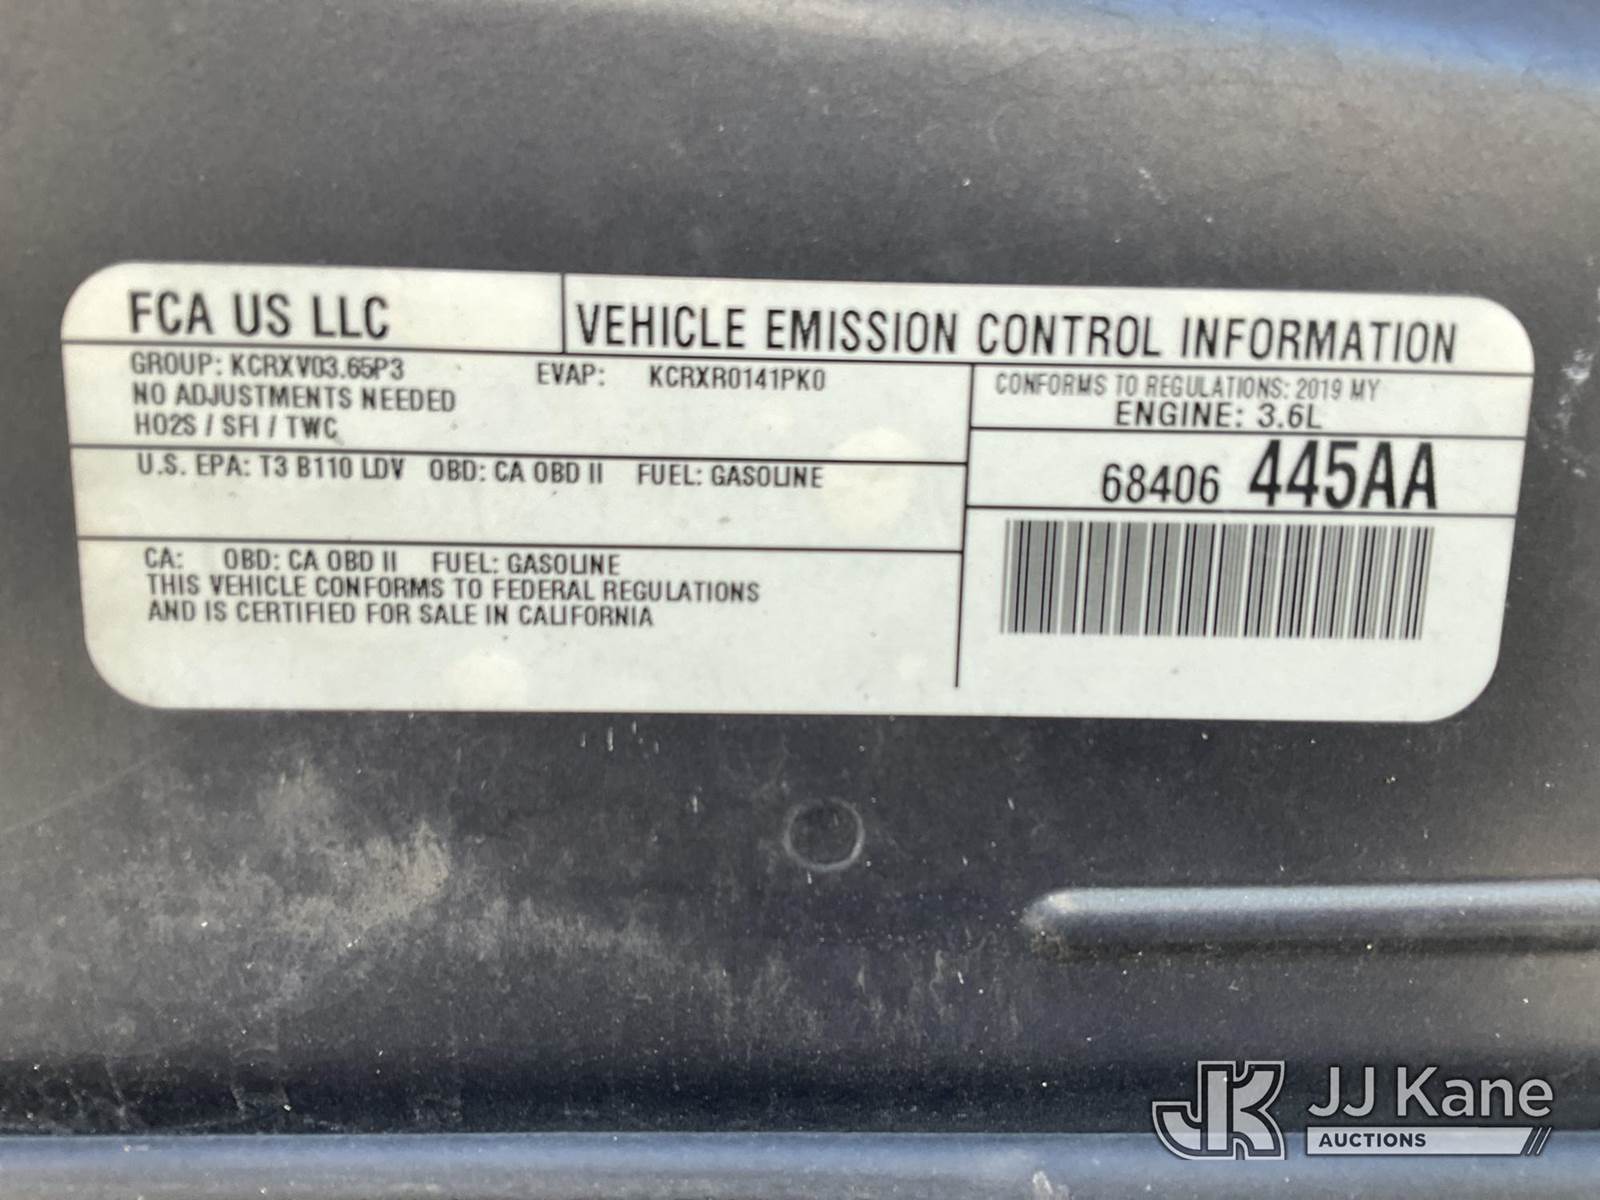 FCA US LLC
VEHICLE EMISSION CONTROL INFORMATION
GROUP: KCRXV03.65P3
EVAP: KCRXR0141PK0
NO ADJUSTMENTS NEEDED
HO2S / SFI / TWC
CONFORMS TO REGULATIONS: 2019 MY
ENGINE: 3.6L
U.S. EPA: T3 B110 LDV OBD: CA OBD II FUEL: GASOLINE
68406 445AA
CA: OBD: CA OBD II FUEL: GASOLINE
THIS VEHICLE CONFORMS TO FEDERAL REGULATIONS
AND IS CERTIFIED FOR SALE IN CALIFORNIA
JK JJ Kane
AUCTIONS